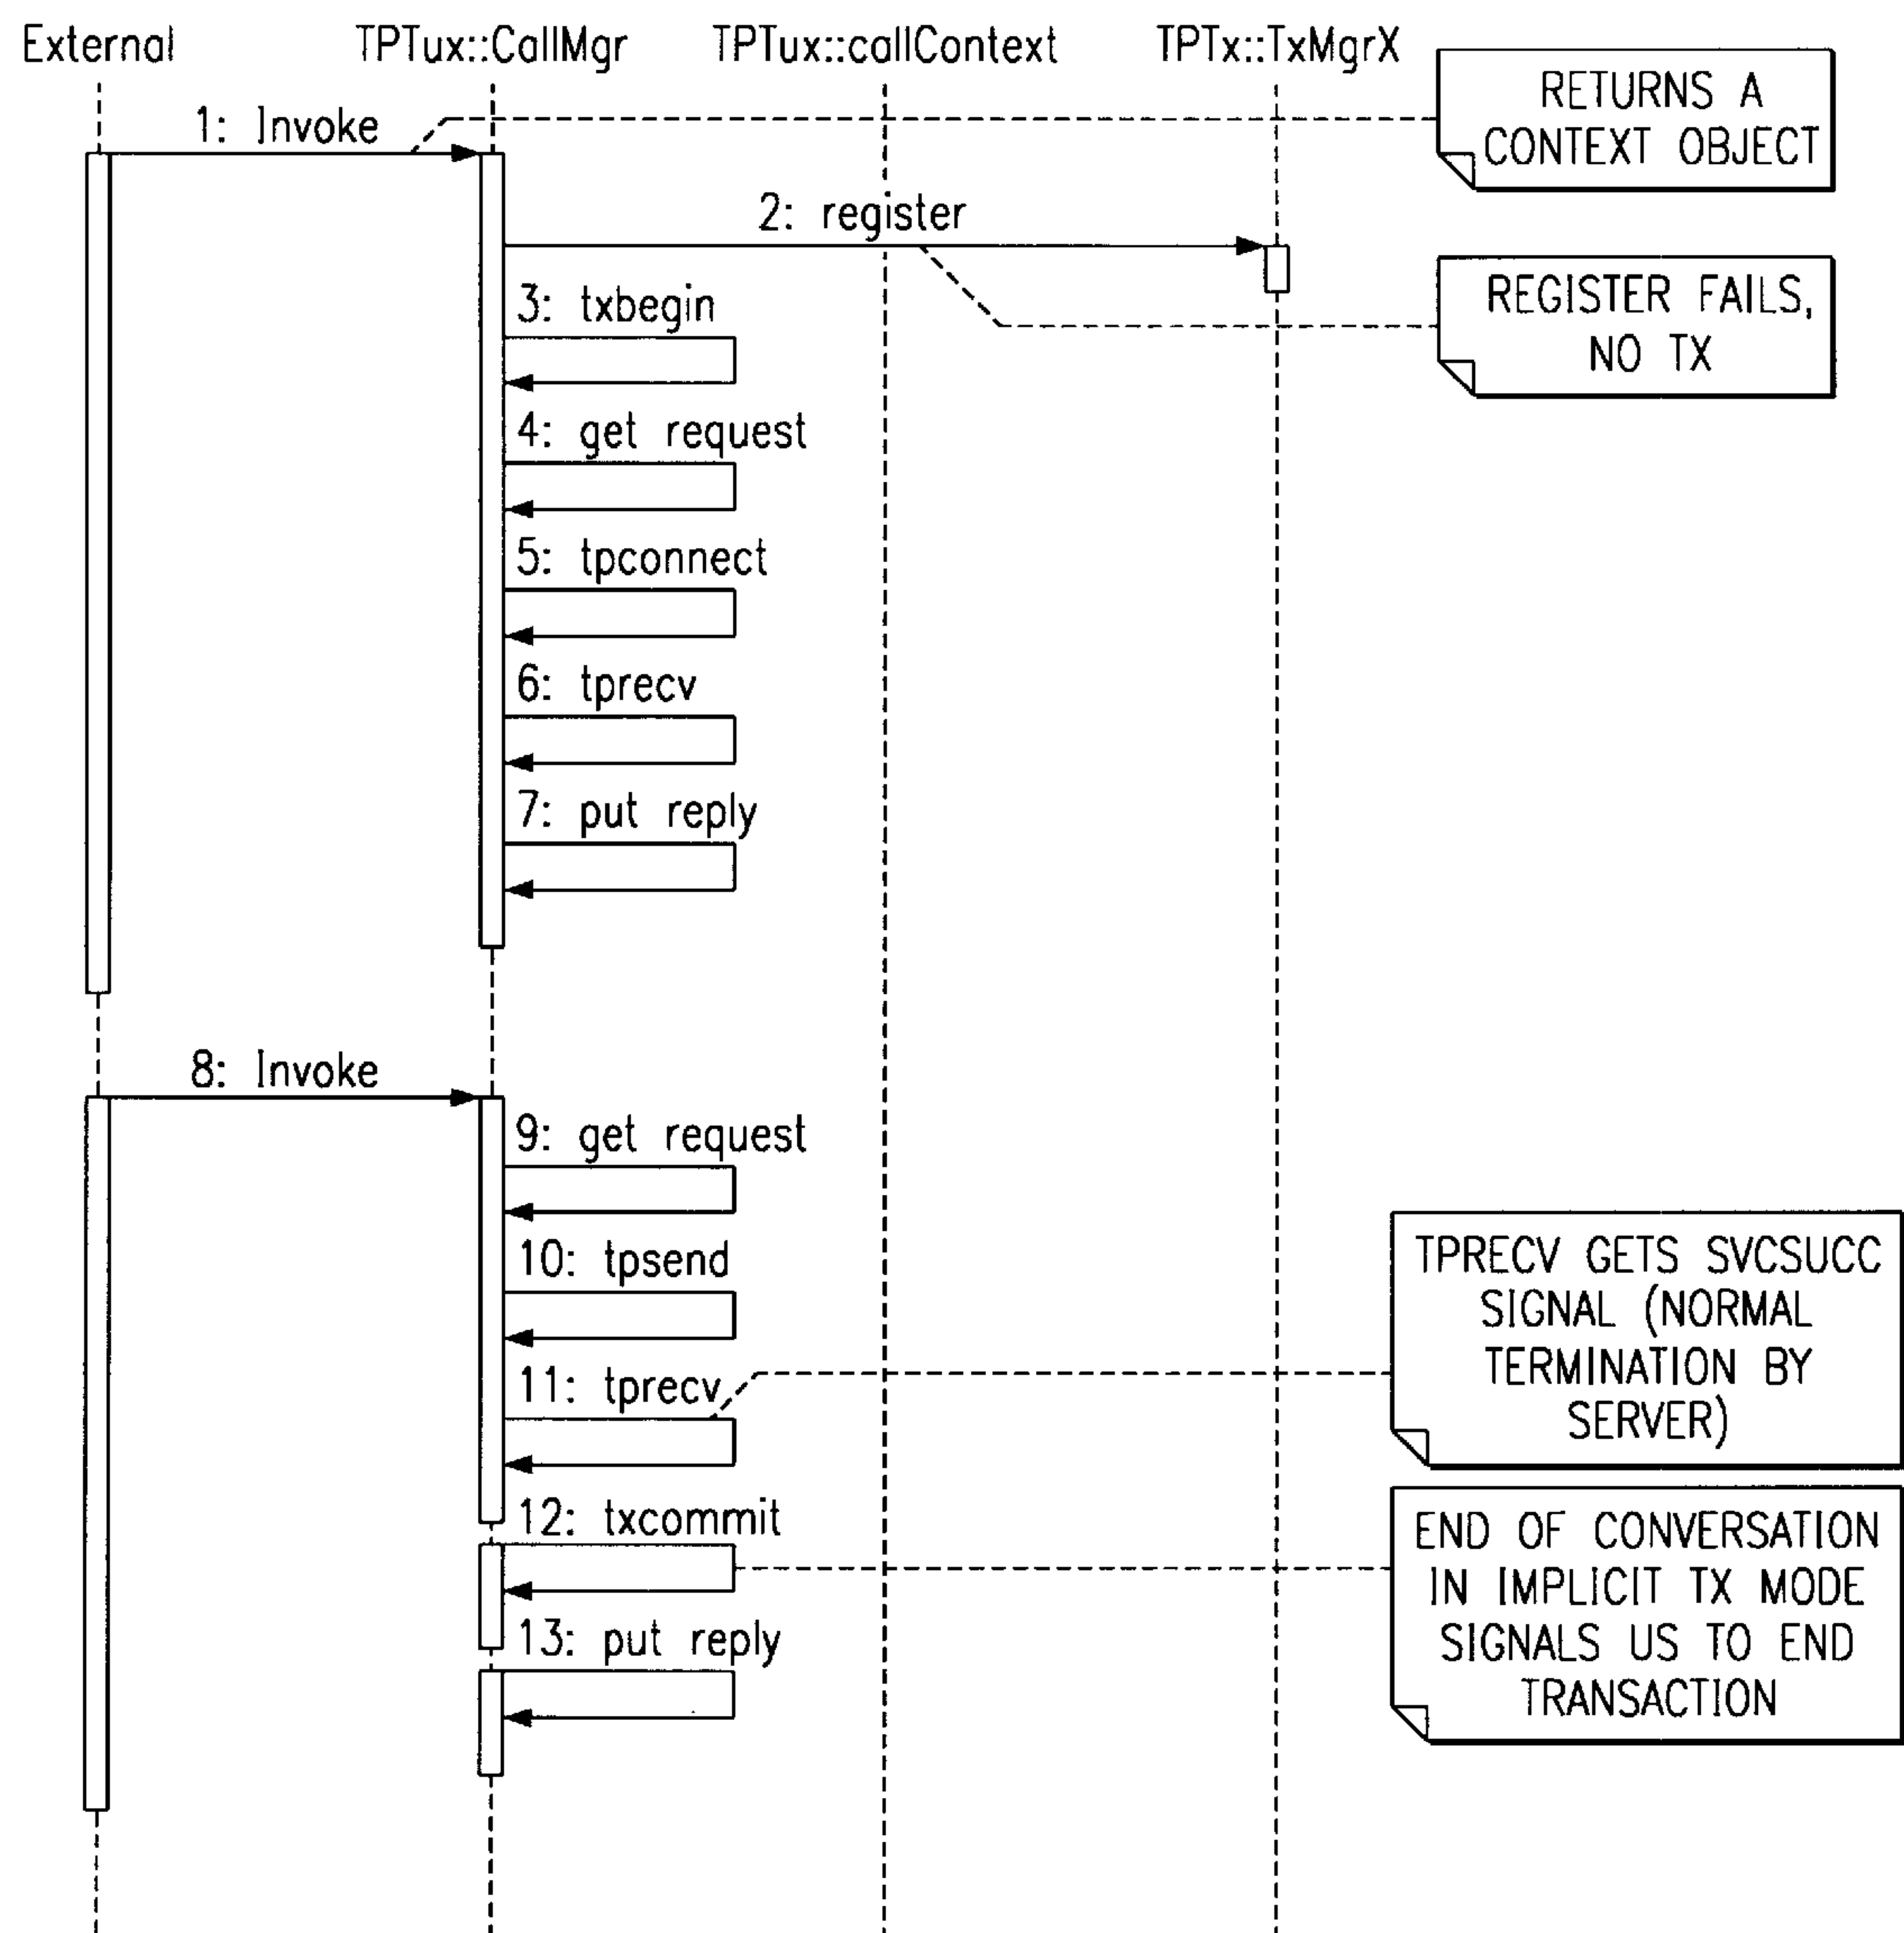 External TPTux::CallMgr TPTux::callContext TPTx::TxMgrX
RETURNS A
CONTEXT OBJECT
1: Invoke
2: register
REGISTER FAILS,
NO TX
3: txbegin
4: get request
5: tpconnect
6: tprecv
7: put reply
8: Invoke
9: get request
10: tpsend
TPRECV GETS SVCSUCC
SIGNAL (NORMAL
TERMINATION BY
SERVER)
11: tprecv
12: txcommit
END OF CONVERSATION
IN IMPLICIT TX MODE
SIGNALS US TO END
TRANSACTION
13: put reply